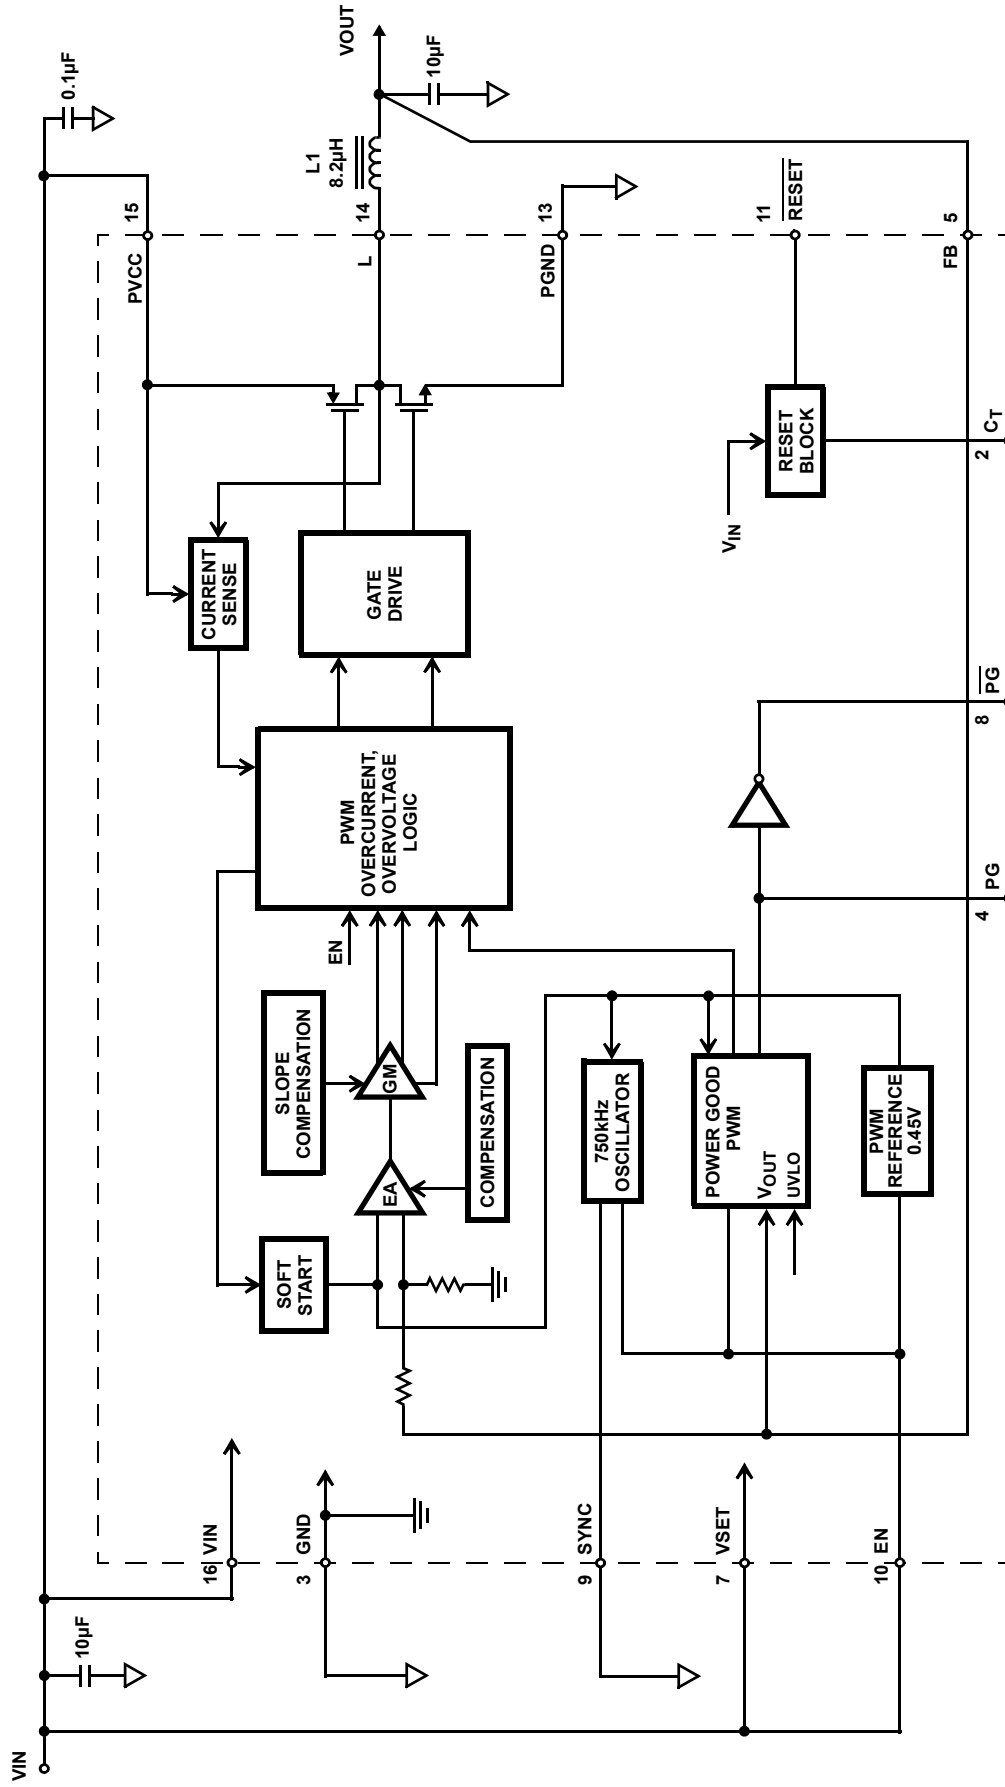 VIN
10µF
0.1µF
PVCC
15
16
VIN
CURRENT
SENSE
SOFT
START
SLOPE
COMPENSATION
3
GND
L1
8.2µH
EN
PWM
OVERCURRENT,
OVERVOLTAGE
LOGIC
GATE
DRIVE
L
14
VOUT
EA
GM
10µF
COMPENSATION
PGND
13
9
SYNC
750kHz
OSCILLATOR
7
VSET
POWER GOOD
PWM
VOUT
UVLO
VIN
RESET
BLOCK
11
RESET
10
EN
PWM
REFERENCE
0.45V
FB
5
4
PG
8
PG
2
CT